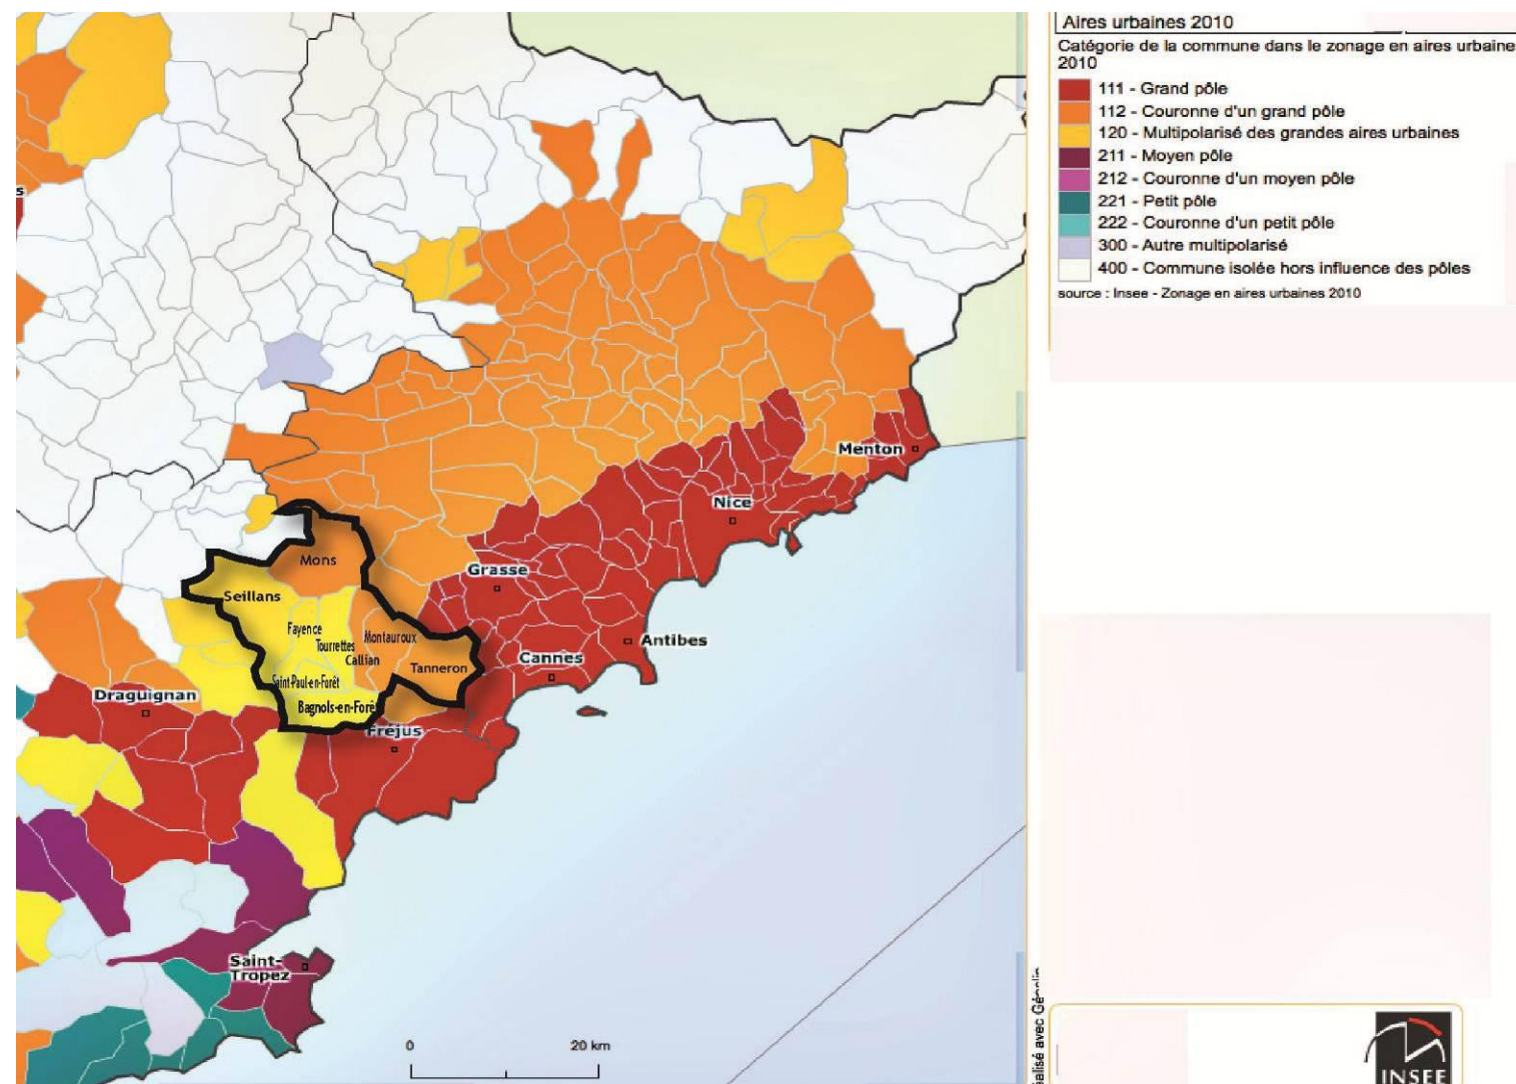 Aires urbaines 2010
Catégorie de la commune dans le zonage en aires urbaine
2010
111 - Grand pôle
112 - Couronne d'un grand pôle
120 - Multipolarisé des grandes aires urbaines
211 - Moyen pôle
212 - Couronne d'un moyen pôle
221 - Petit pôle
222 - Couronne d'un petit pôle
300 - Autre multipolarisé
400 - Commune isolée hors influence des pôles
source : Insee - Zonage en aires urbaines 2010
s
Menton
Nice
Mons
Grasse
Seillans
Fayence
Tourrettes
Montauroux
Callian
Antibes
Cannes
Tanneron
Saint-Paul-en-Forêt
Draguignan
Bagnols-en-Forêt
Fréjus
Saint-
Tropez
0
20 km
avec
INSEE